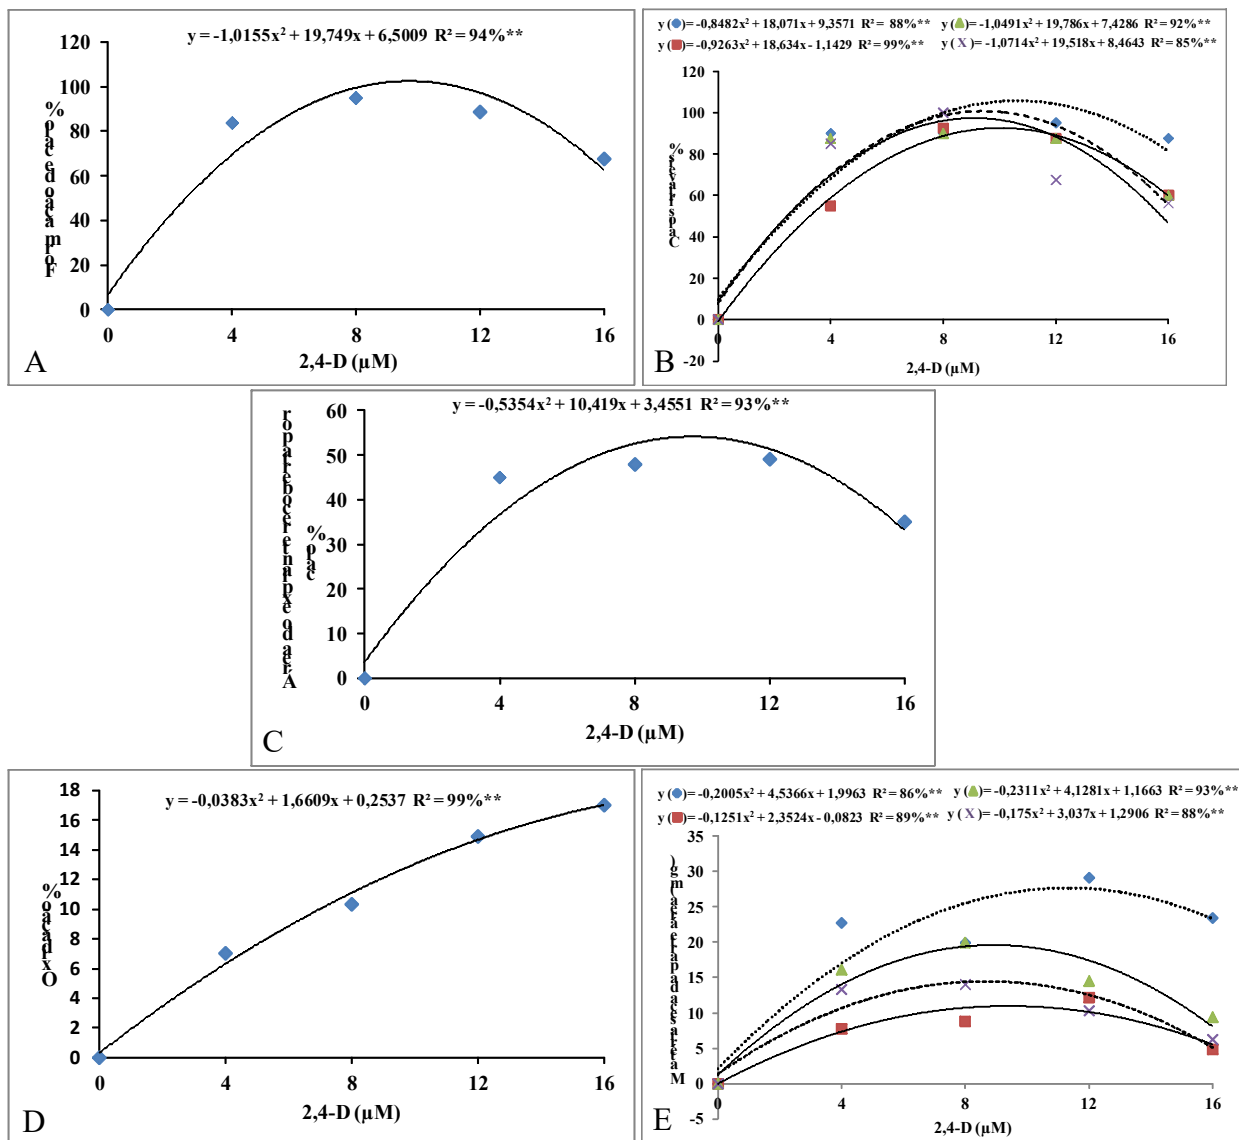 y = -1,0155x² + 19,749x + 6,5009 R² = 94%**
Formacao de calo %
120
100
80
60
40
20
0
0 4 8 12 16
2,4-D (µM)
A
y (◆)= -0,8482x² + 18,071x + 9,3571 R² = 88%** y (▲)= -1,0491x² + 19,786x + 7,4286 R² = 92%**
y (■)= -0,9263x² + 18,634x - 1,1429 R² = 99%** y ( X )= -1,0714x² + 19,518x + 8,4643 R² = 85%**
120
100
80
60
40
20
0
-20
0 4 8 12 16
2,4-D (µM)
B
y = -0,5354x² + 10,419x + 3,4551 R² = 93%**
60
50
40
30
20
10
0
0 4 8 12 16
2,4-D (µM)
C
y = -0,0383x² + 1,6609x + 0,2537 R² = 99%**
Oxidacao %
18
16
14
12
10
8
6
4
2
0
0 4 8 12 16
2,4-D (µM)
D
y (◆)= -0,2005x² + 4,5366x + 1,9963 R² = 86%** y (▲)= -0,2311x² + 4,1281x + 1,1663 R² = 93%**
y (■)= -0,1251x² + 2,3524x - 0,0823 R² = 89%** y ( X )= -0,175x² + 3,037x + 1,2906 R² = 88%**
35
30
25
20
15
10
5
0
-5
0 4 8 12 16
2,4-D (µM)
E